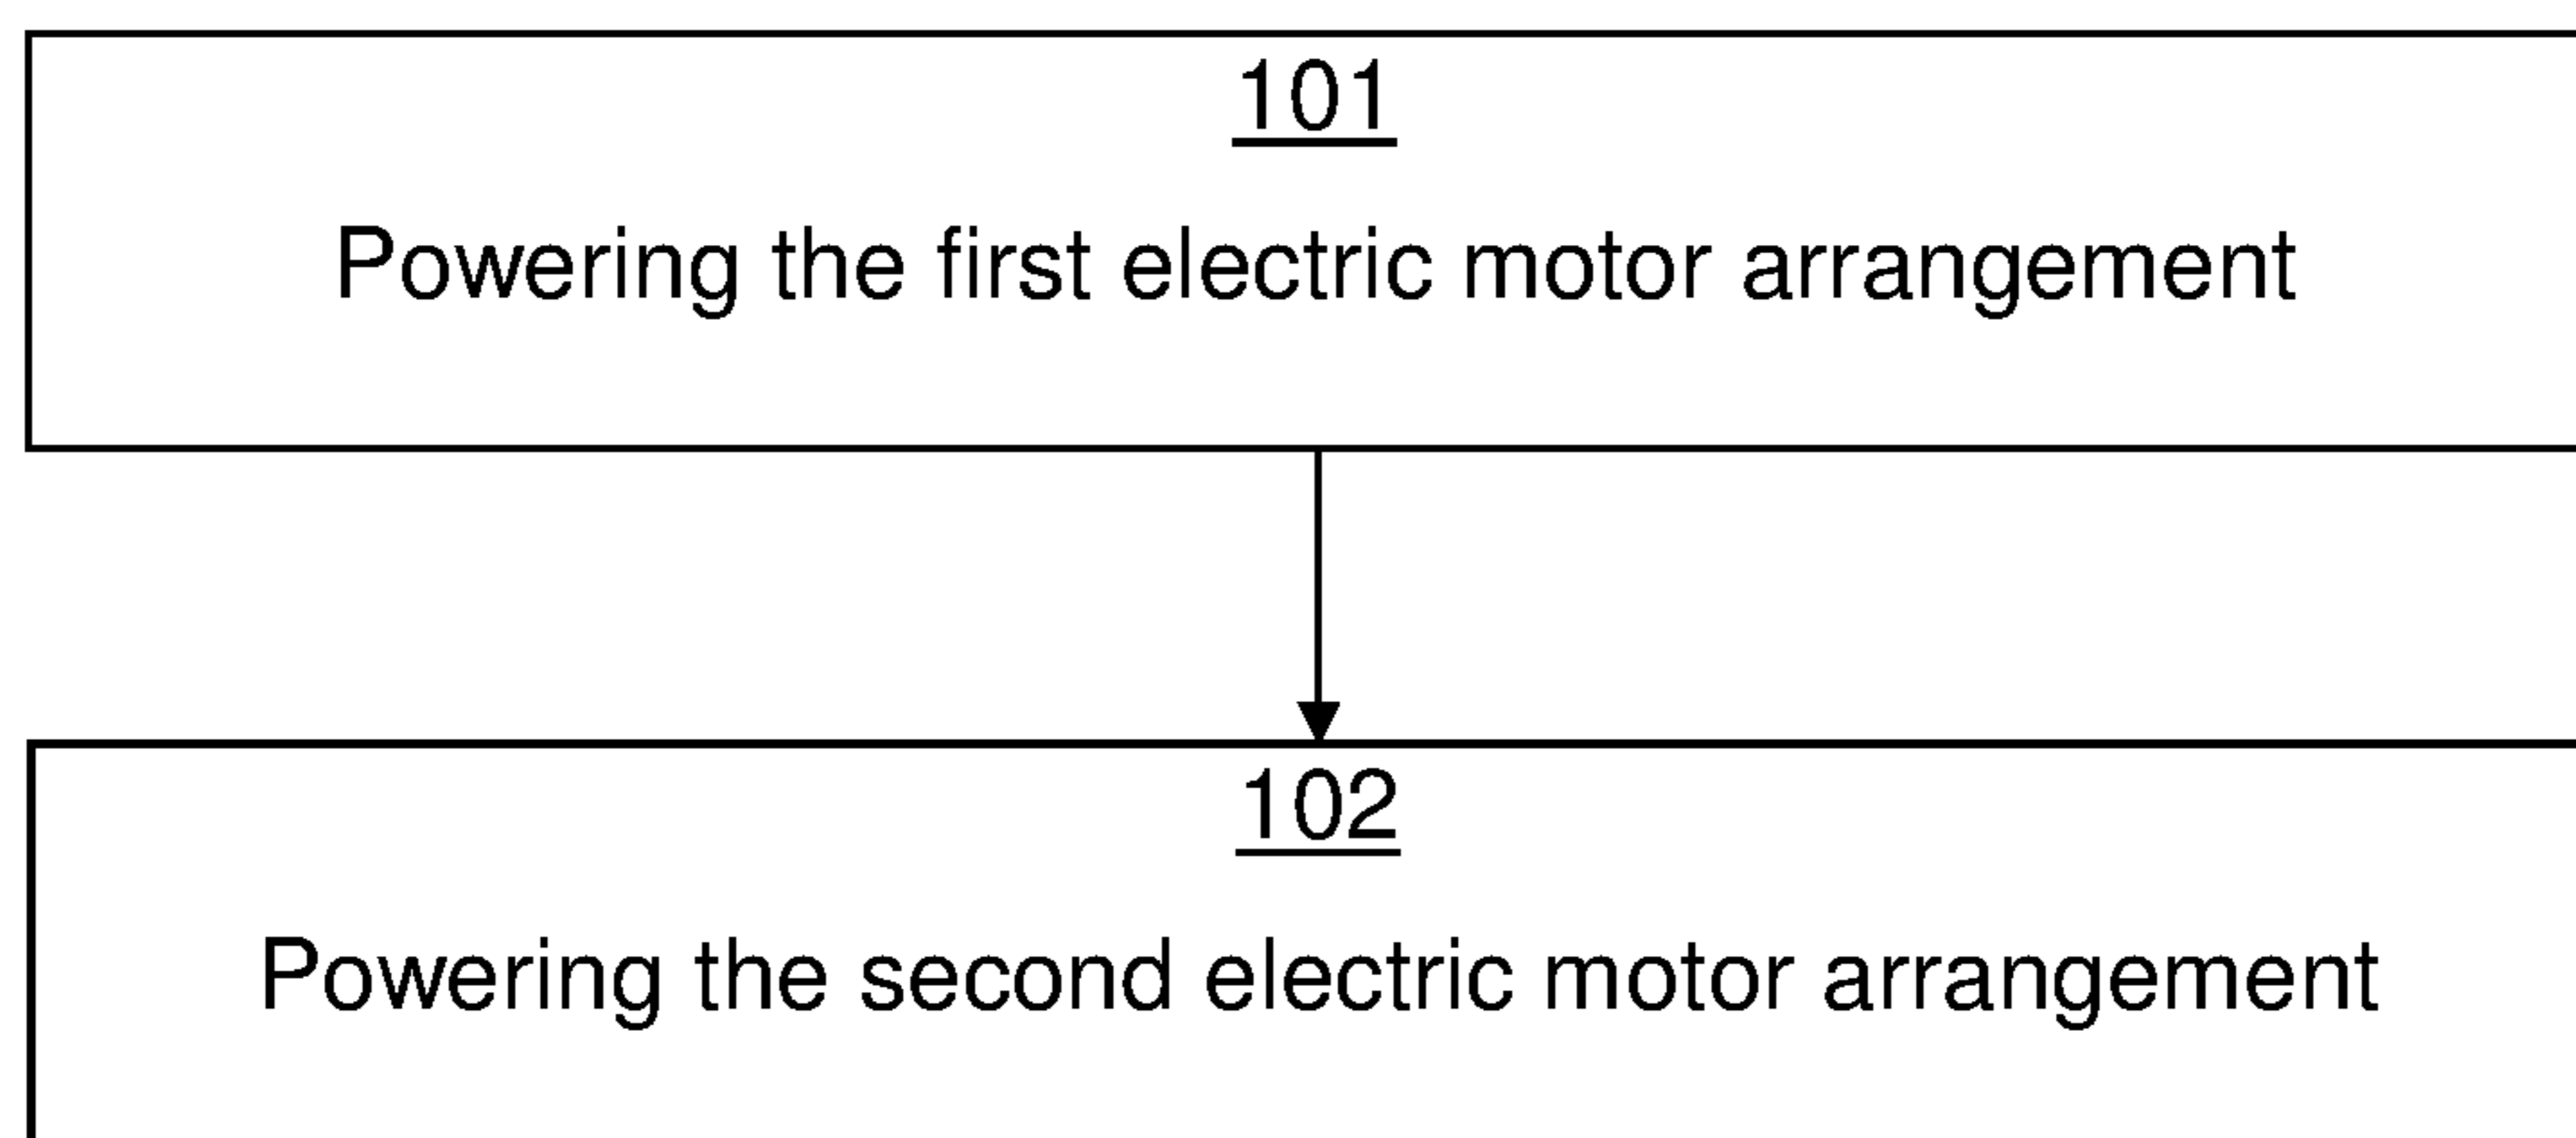 101
Powering the first electric motor arrangement
102
Powering the second electric motor arrangement